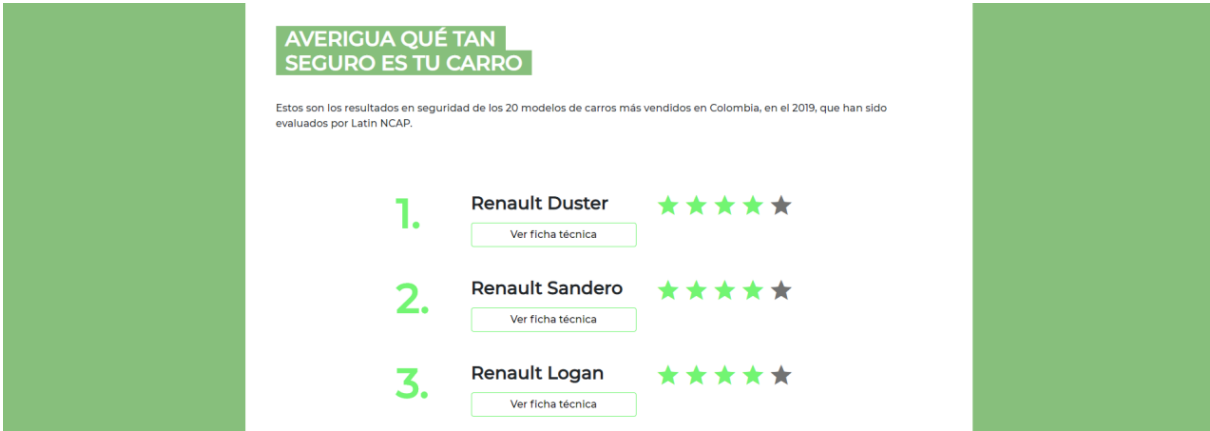 AVERIGUA QUÉ TAN
SEGURO ES TU CARRO
Estos son los resultados en seguridad de los 20 modelos de carros más vendidos en Colombia, en el 2019, que han sido
evaluados por Latin NCAP.
1.
Renault Duster
Ver ficha técnica
2.
Renault Sandero
Ver ficha técnica
3.
Renault Logan
Ver ficha técnica